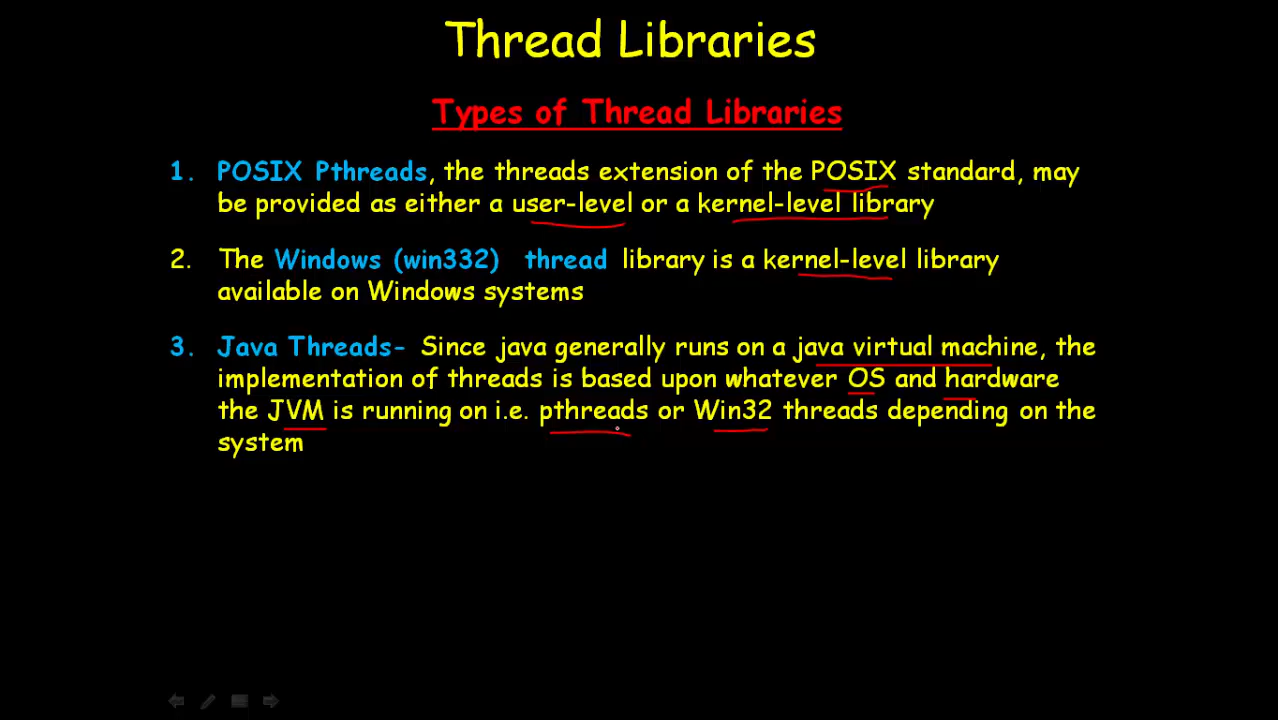 Thread Libraries
Types of Thread Libraries
1. POSIX Pthreads, the threads extension of the POSIX standard, may
be provided as either a user-level or a kernel-level library
2. The Windows (win332) thread library is a kernel-level library
available on Windows systems
3. Java Threads- Since java generally runs on a java virtual machine, the
implementation of threads is based upon whatever OS and hardware
the JVM is running on i.e. pthreads or Win32 threads depending on the
system